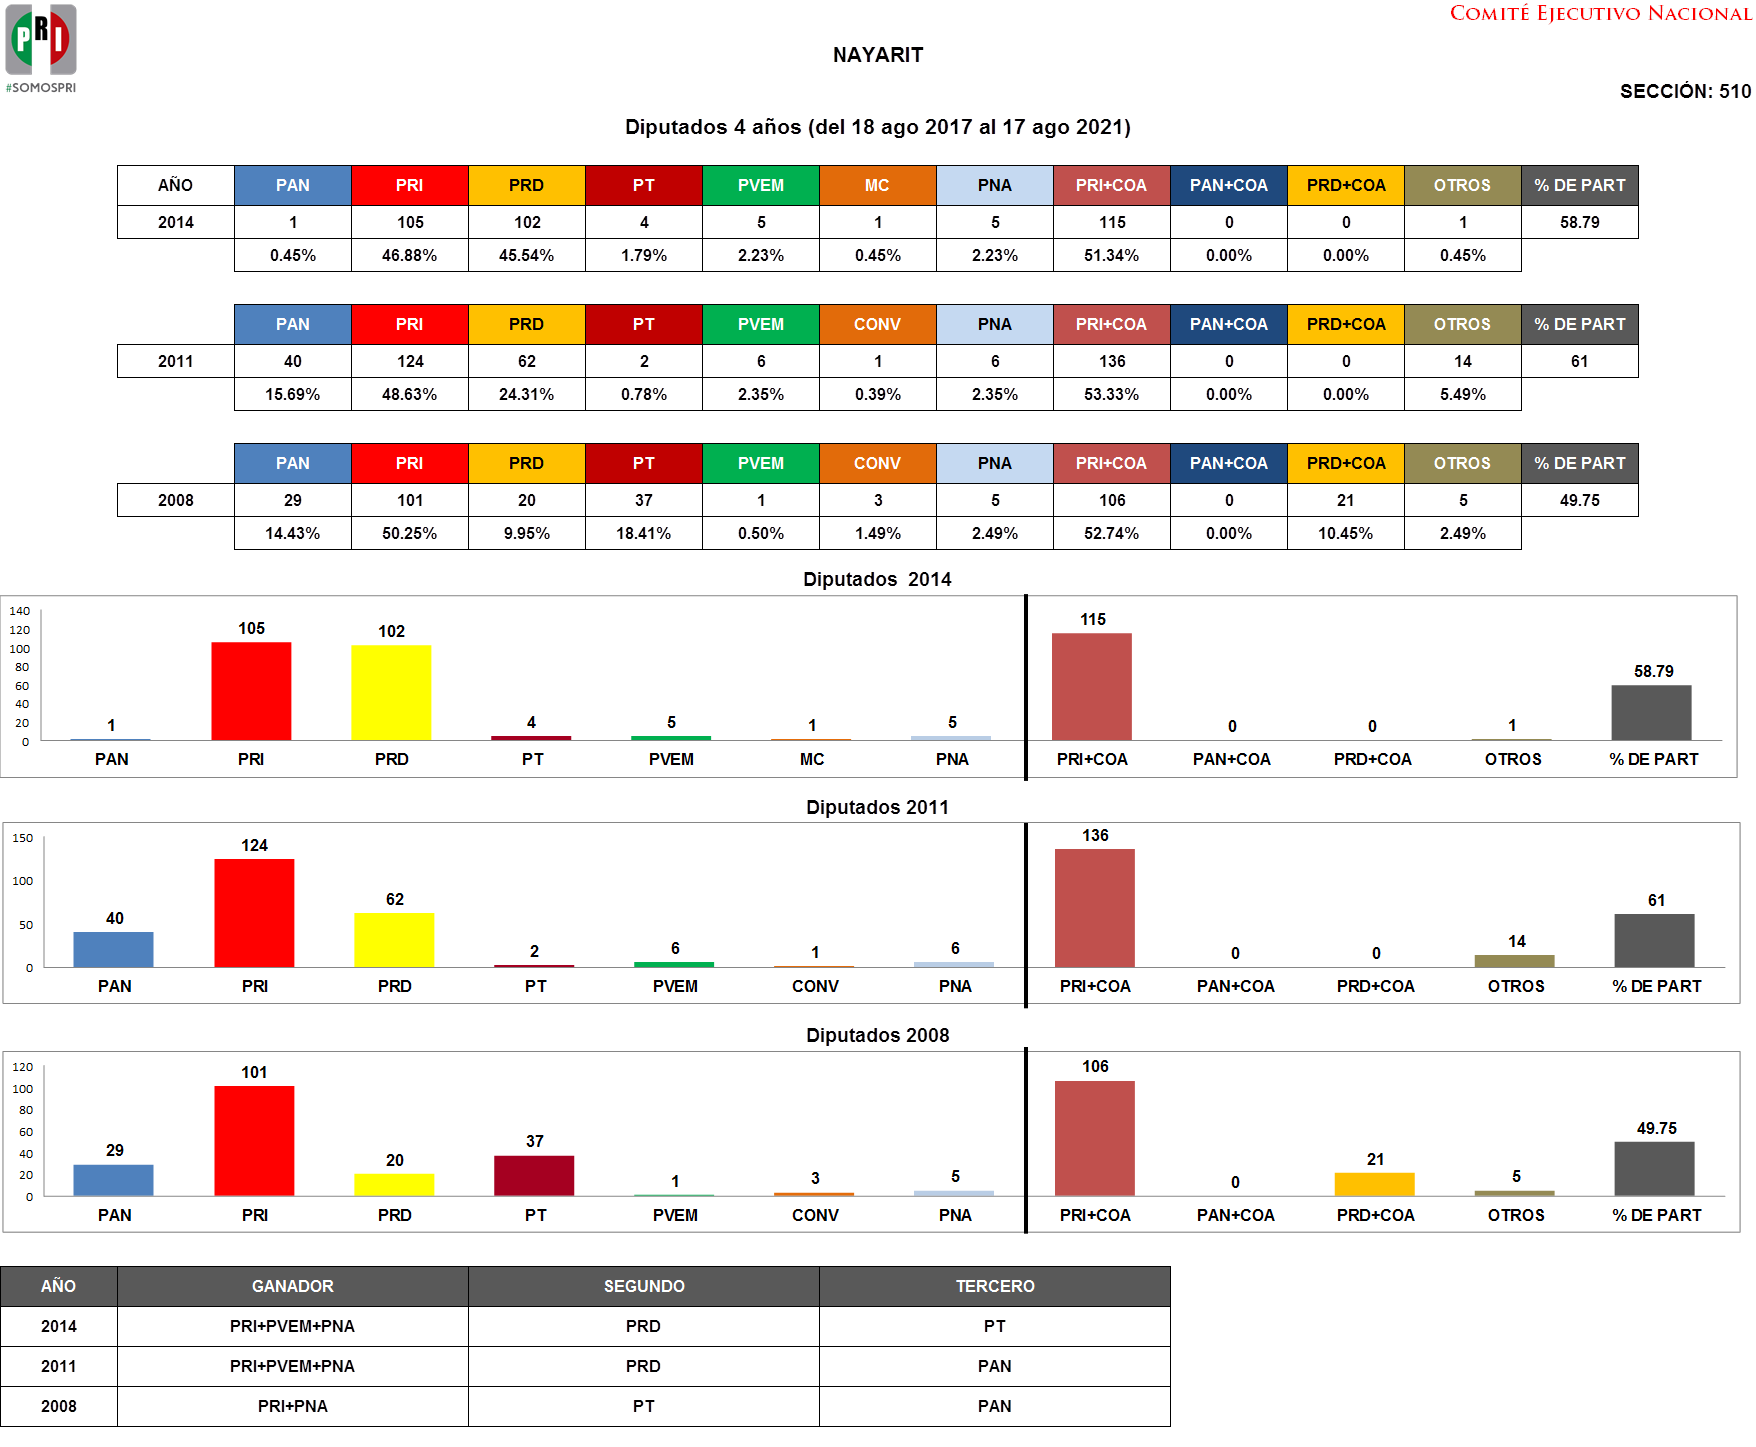 PRI
#SOMOSPRI
COMITÉ EJECUTIVO NACIONAL
NAYARIT
SECCIÓN: 510
Diputados 4 años (del 18 ago 2017 al 17 ago 2021)
AÑO PAN PRI PRD PT PVEM MC PNA PRI+COA PAN+COA PRD+COA OTROS % DE PART
2014 1 105 102 4 5 1 5 115 0 0 1 58.79
0.45% 46.88% 45.54% 1.79% 2.23% 0.45% 2.23% 51.34% 0.00% 0.00% 0.45%
PAN PRI PRD PT PVEM CONV PNA PRI+COA PAN+COA PRD+COA OTROS % DE PART
2011 40 124 62 2 6 1 6 136 0 0 14 61
15.69% 48.63% 24.31% 0.78% 2.35% 0.39% 2.35% 53.33% 0.00% 0.00% 5.49%
PAN PRI PRD PT PVEM CONV PNA PRI+COA PAN+COA PRD+COA OTROS % DE PART
2008 29 101 20 37 1 3 5 106 0 21 5 49.75
14.43% 50.25% 9.95% 18.41% 0.50% 1.49% 2.49% 52.74% 0.00% 10.45% 2.49%
Diputados  2014
140
120
100
80
60
40
20
0
1 105 102 4 5 1 5 115 0 0 1 58.79
PAN PRI PRD PT PVEM MC PNA PRI+COA PAN+COA PRD+COA OTROS % DE PART
Diputados 2011
150
100
50
0
40 124 62 2 6 1 6 136 0 0 14 61
PAN PRI PRD PT PVEM CONV PNA PRI+COA PAN+COA PRD+COA OTROS % DE PART
Diputados 2008
120
100
80
60
40
20
0
29 101 20 37 1 3 5 106 0 21 5 49.75
PAN PRI PRD PT PVEM CONV PNA PRI+COA PAN+COA PRD+COA OTROS % DE PART
AÑO GANADOR SEGUNDO TERCERO
2014 PRI+PVEM+PNA PRD PT
2011 PRI+PVEM+PNA PRD PAN
2008 PRI+PNA PT PAN